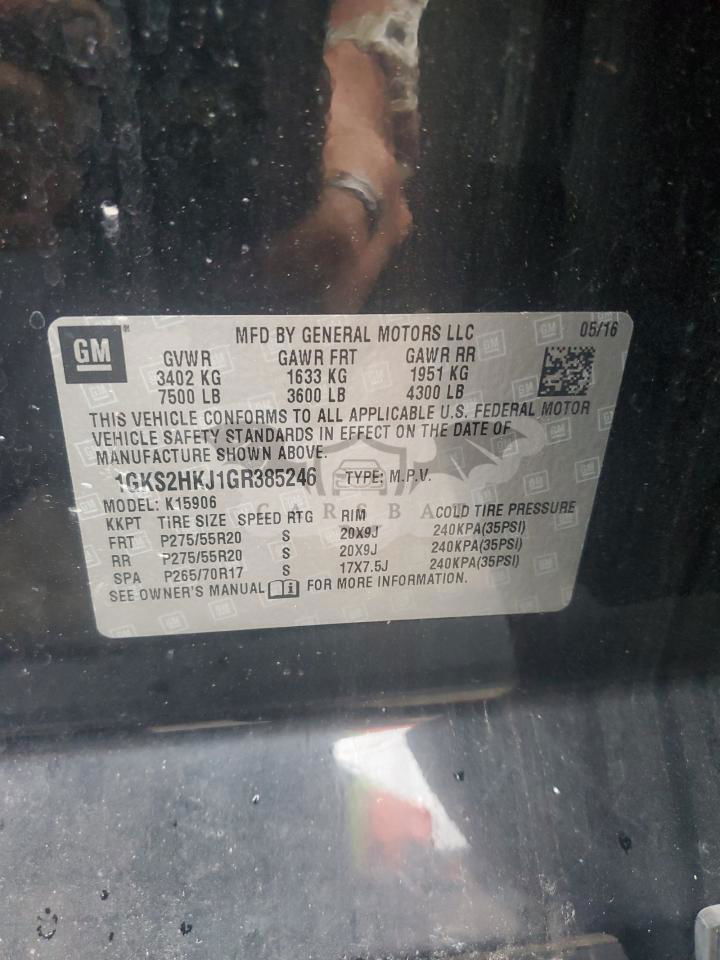 GM
MFD BY GENERAL MOTORS LLC 05/16
GVWR GAWR FRT GAWR RR
3402 KG 1633 KG 1951 KG
7500 LB 3600 LB 4300 LB
THIS VEHICLE CONFORMS TO ALL APPLICABLE U.S. FEDERAL MOTOR
VEHICLE SAFETY STANDARDS IN EFFECT ON THE DATE OF
MANUFACTURE SHOWN ABOVE.
1GKS2HKJ1GR385246 TYPE: M.P.V.
MODEL: K15906
KKPT TIRE SIZE SPEED RTG RIM COLD TIRE PRESSURE
FRT P275/55R20 S 20X9J 240KPA(35PSI)
RR P275/55R20 S 20X9J 240KPA(35PSI)
SPA P265/70R17 S 17X7.5J 240KPA(35PSI)
SEE OWNER'S MANUAL FOR MORE INFORMATION.